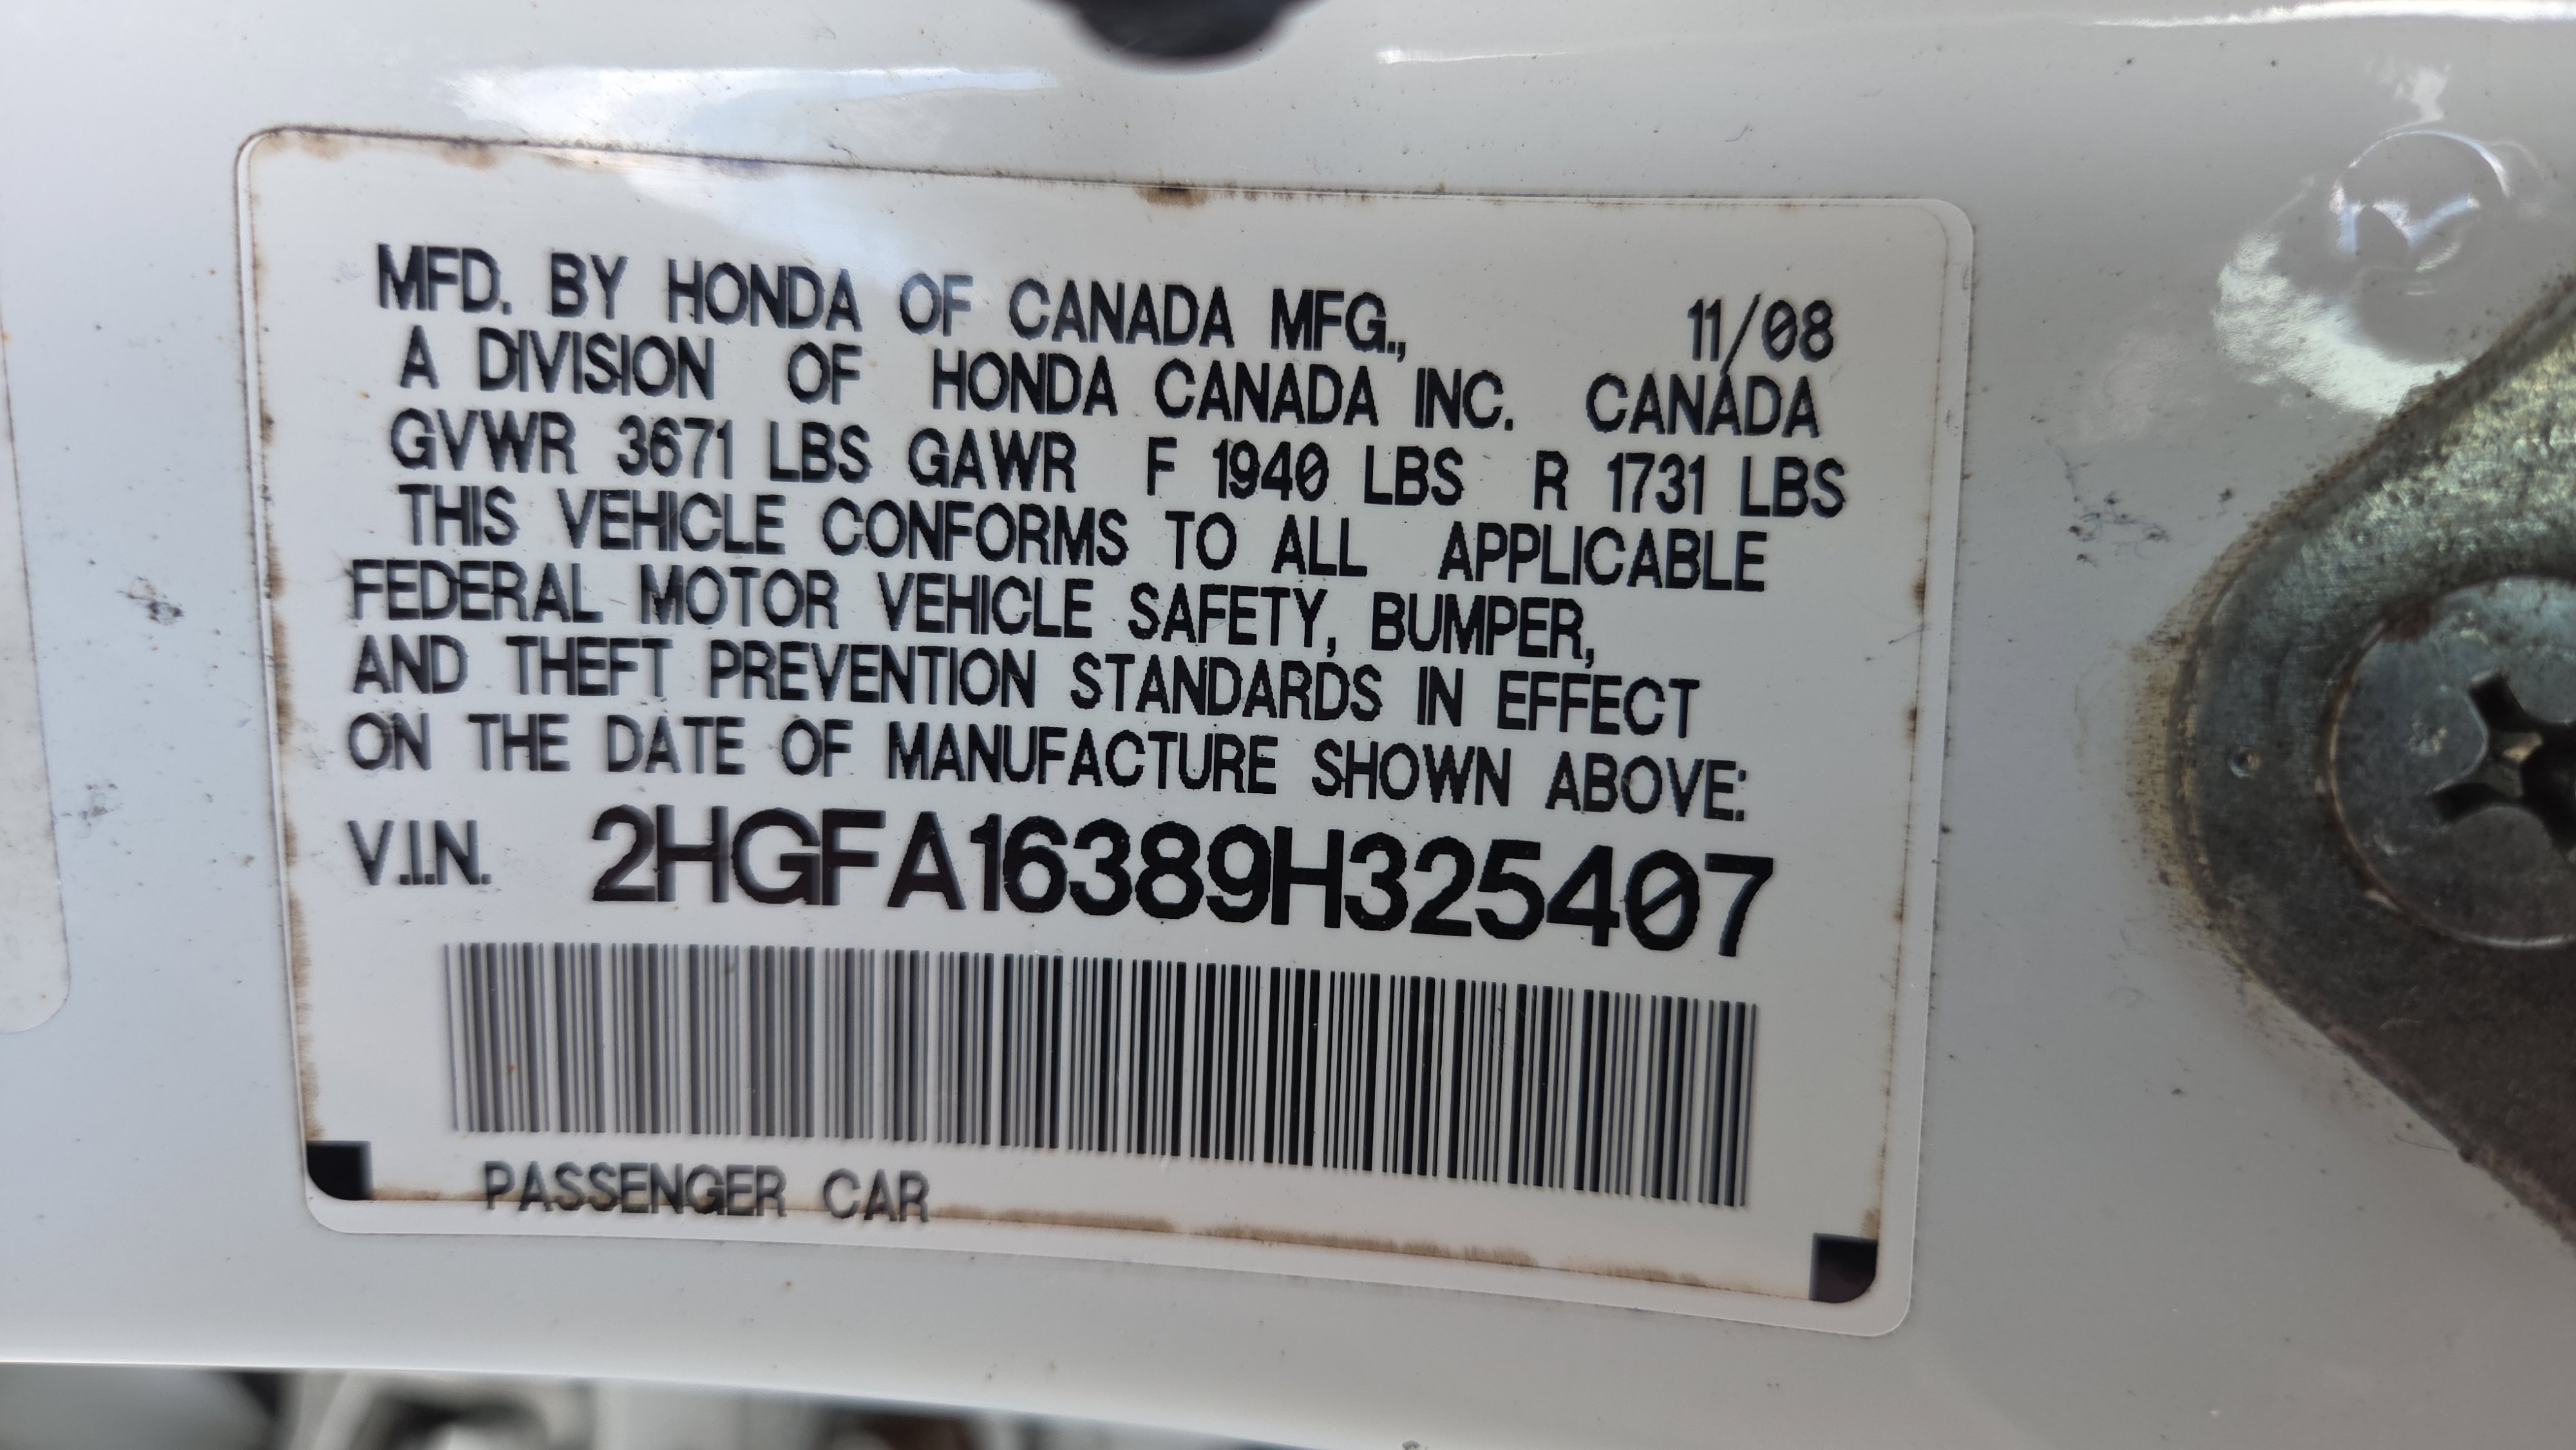 MFD. BY HONDA OF CANADA MFG., 11/08
A DIVISION OF HONDA CANADA INC. CANADA
GVWR 3671 LBS GAWR F 1940 LBS R 1731 LBS
THIS VEHICLE CONFORMS TO ALL APPLICABLE
FEDERAL MOTOR VEHICLE SAFETY, BUMPER,
AND THEFT PREVENTION STANDARDS IN EFFECT
ON THE DATE OF MANUFACTURE SHOWN ABOVE:
V.I.N. 2HGFA16389H325407
PASSENGER CAR